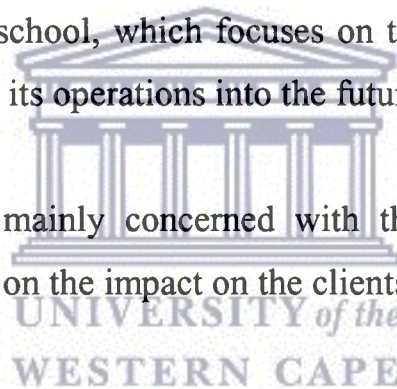 school, which focuses on t
its operations into the futur
mainly concerned with th
on the impact on the clients
UNIVERSITY of the
WESTERN CAPE